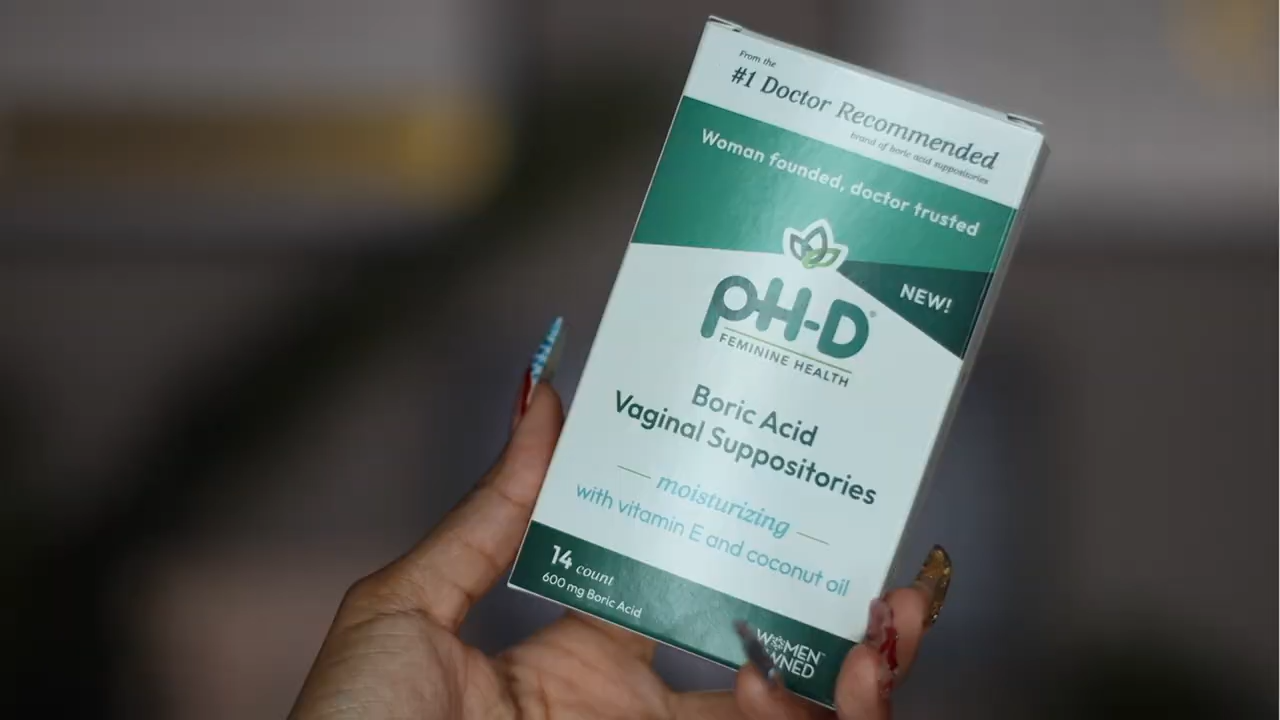 From the
#1 Doctor Recommended
brand of boric acid suppositories
Woman founded, doctor trusted
NEW!
pH-D®
FEMININE HEALTH
Boric Acid
Vaginal Suppositories
moisturizing
with vitamin E and coconut oil
14 count
600 mg Boric Acid
WOMEN
OWNED